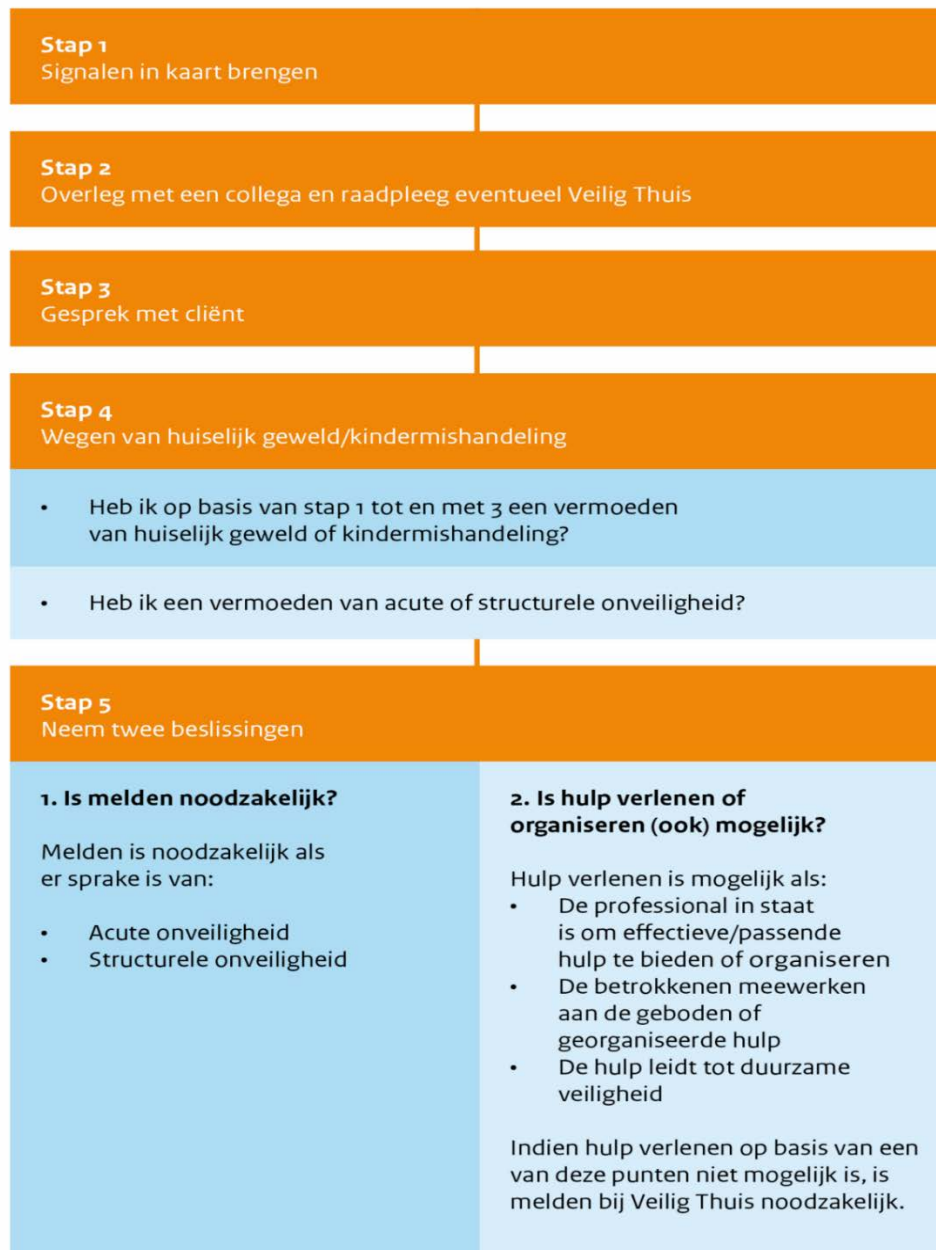 Stap 1
Signalen in kaart brengen
Stap 2
Overleg met een collega en raadpleeg eventueel Veilig Thuis
Stap 3
Gesprek met cliënt
Stap 4
Wegen van huiselijk geweld/kindermishandeling
• Heb ik op basis van stap 1 tot en met 3 een vermoeden
van huiselijk geweld of kindermishandeling?
• Heb ik een vermoeden van acute of structurele onveiligheid?
Stap 5
Neem twee beslissingen
1. Is melden noodzakelijk?
Melden is noodzakelijk als
er sprake is van:
• Acute onveiligheid
• Structurele onveiligheid
2. Is hulp verlenen of
organiseren (ook) mogelijk?
Hulp verlenen is mogelijk als:
• De professional in staat
is om effectieve/passende
hulp te bieden of organiseren
• De betrokkenen meewerken
aan de geboden of
georganiseerde hulp
• De hulp leidt tot duurzame
veiligheid
Indien hulp verlenen op basis van een
van deze punten niet mogelijk is, is
melden bij Veilig Thuis noodzakelijk.